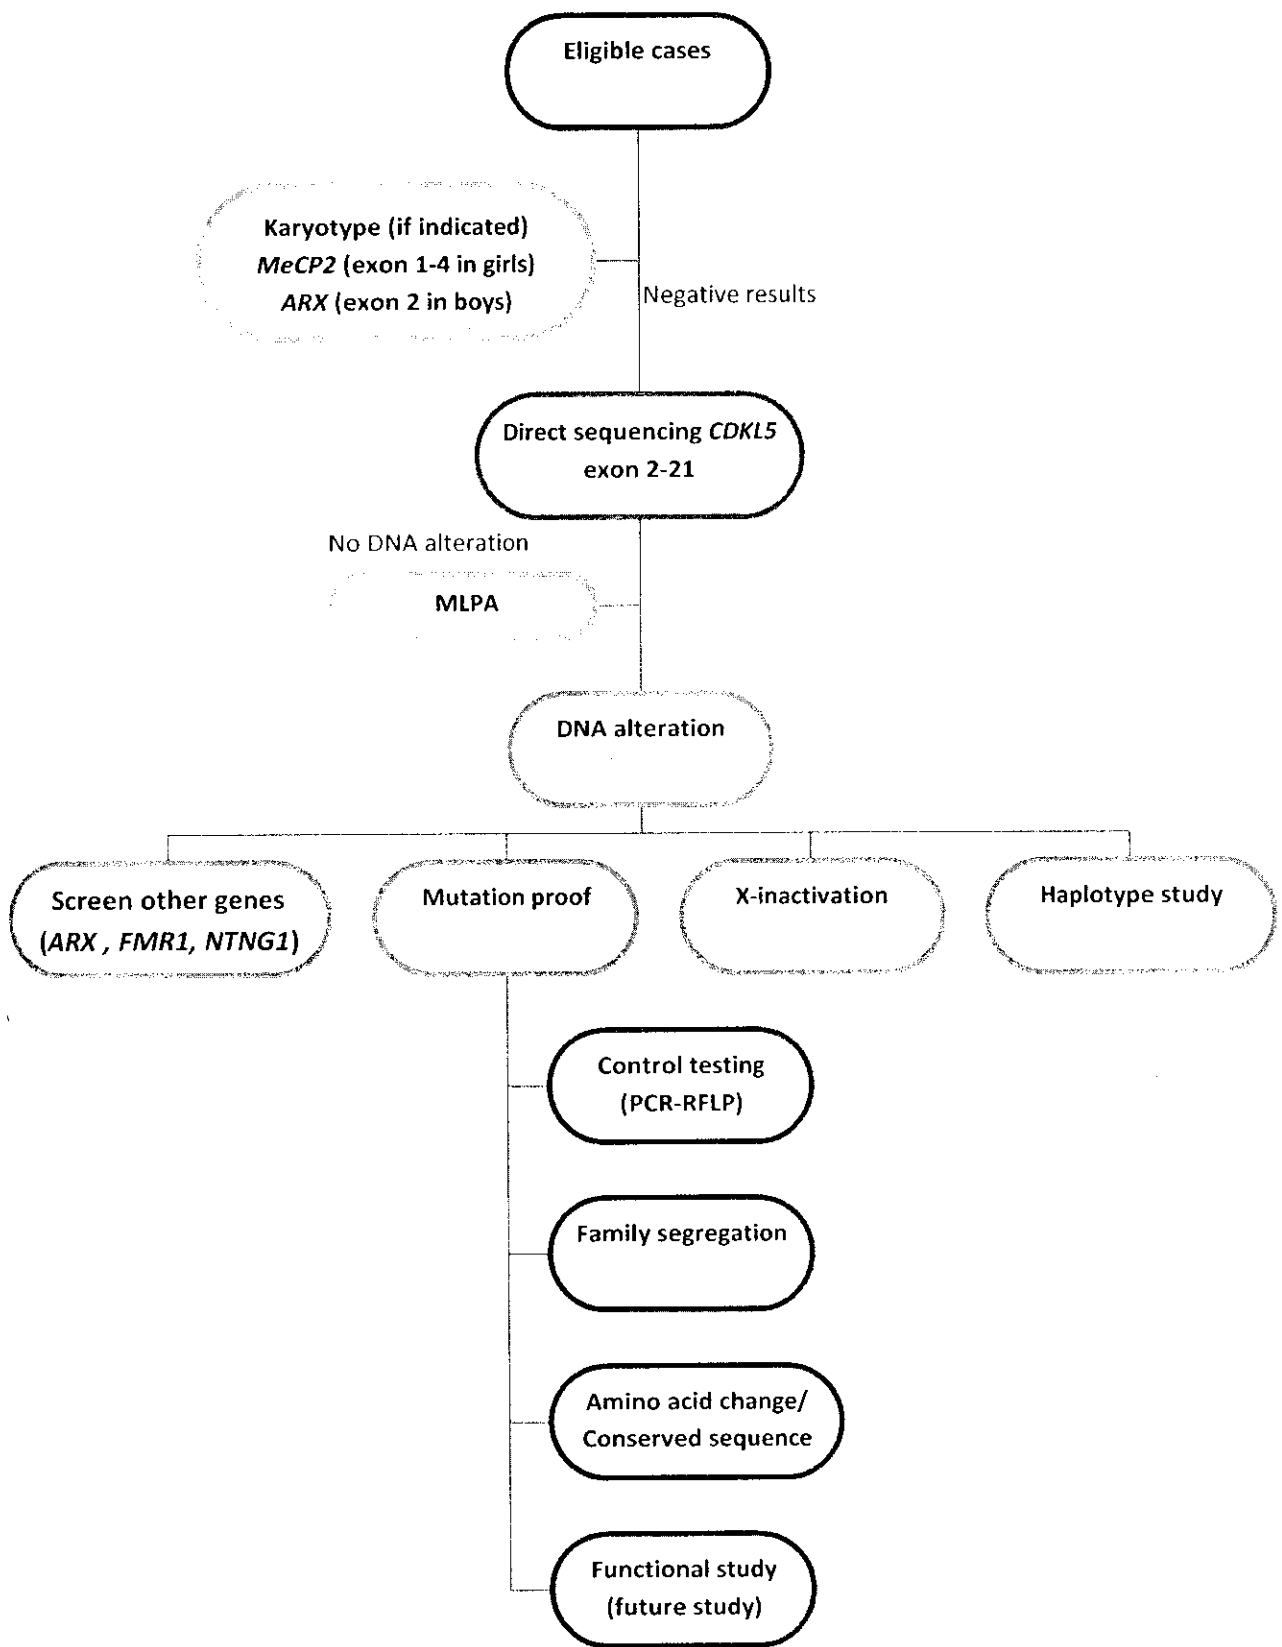 Eligible cases
Karyotype (if indicated)
MeCP2 (exon 1-4 in girls)
ARX (exon 2 in boys)
Negative results
Direct sequencing CDKL5
exon 2-21
No DNA alteration
MLPA
DNA alteration
Screen other genes
(ARX , FMR1, NTNG1)
Mutation proof
X-inactivation
Haplotype study
Control testing
(PCR-RFLP)
Family segregation
Amino acid change/
Conserved sequence
Functional study
(future study)